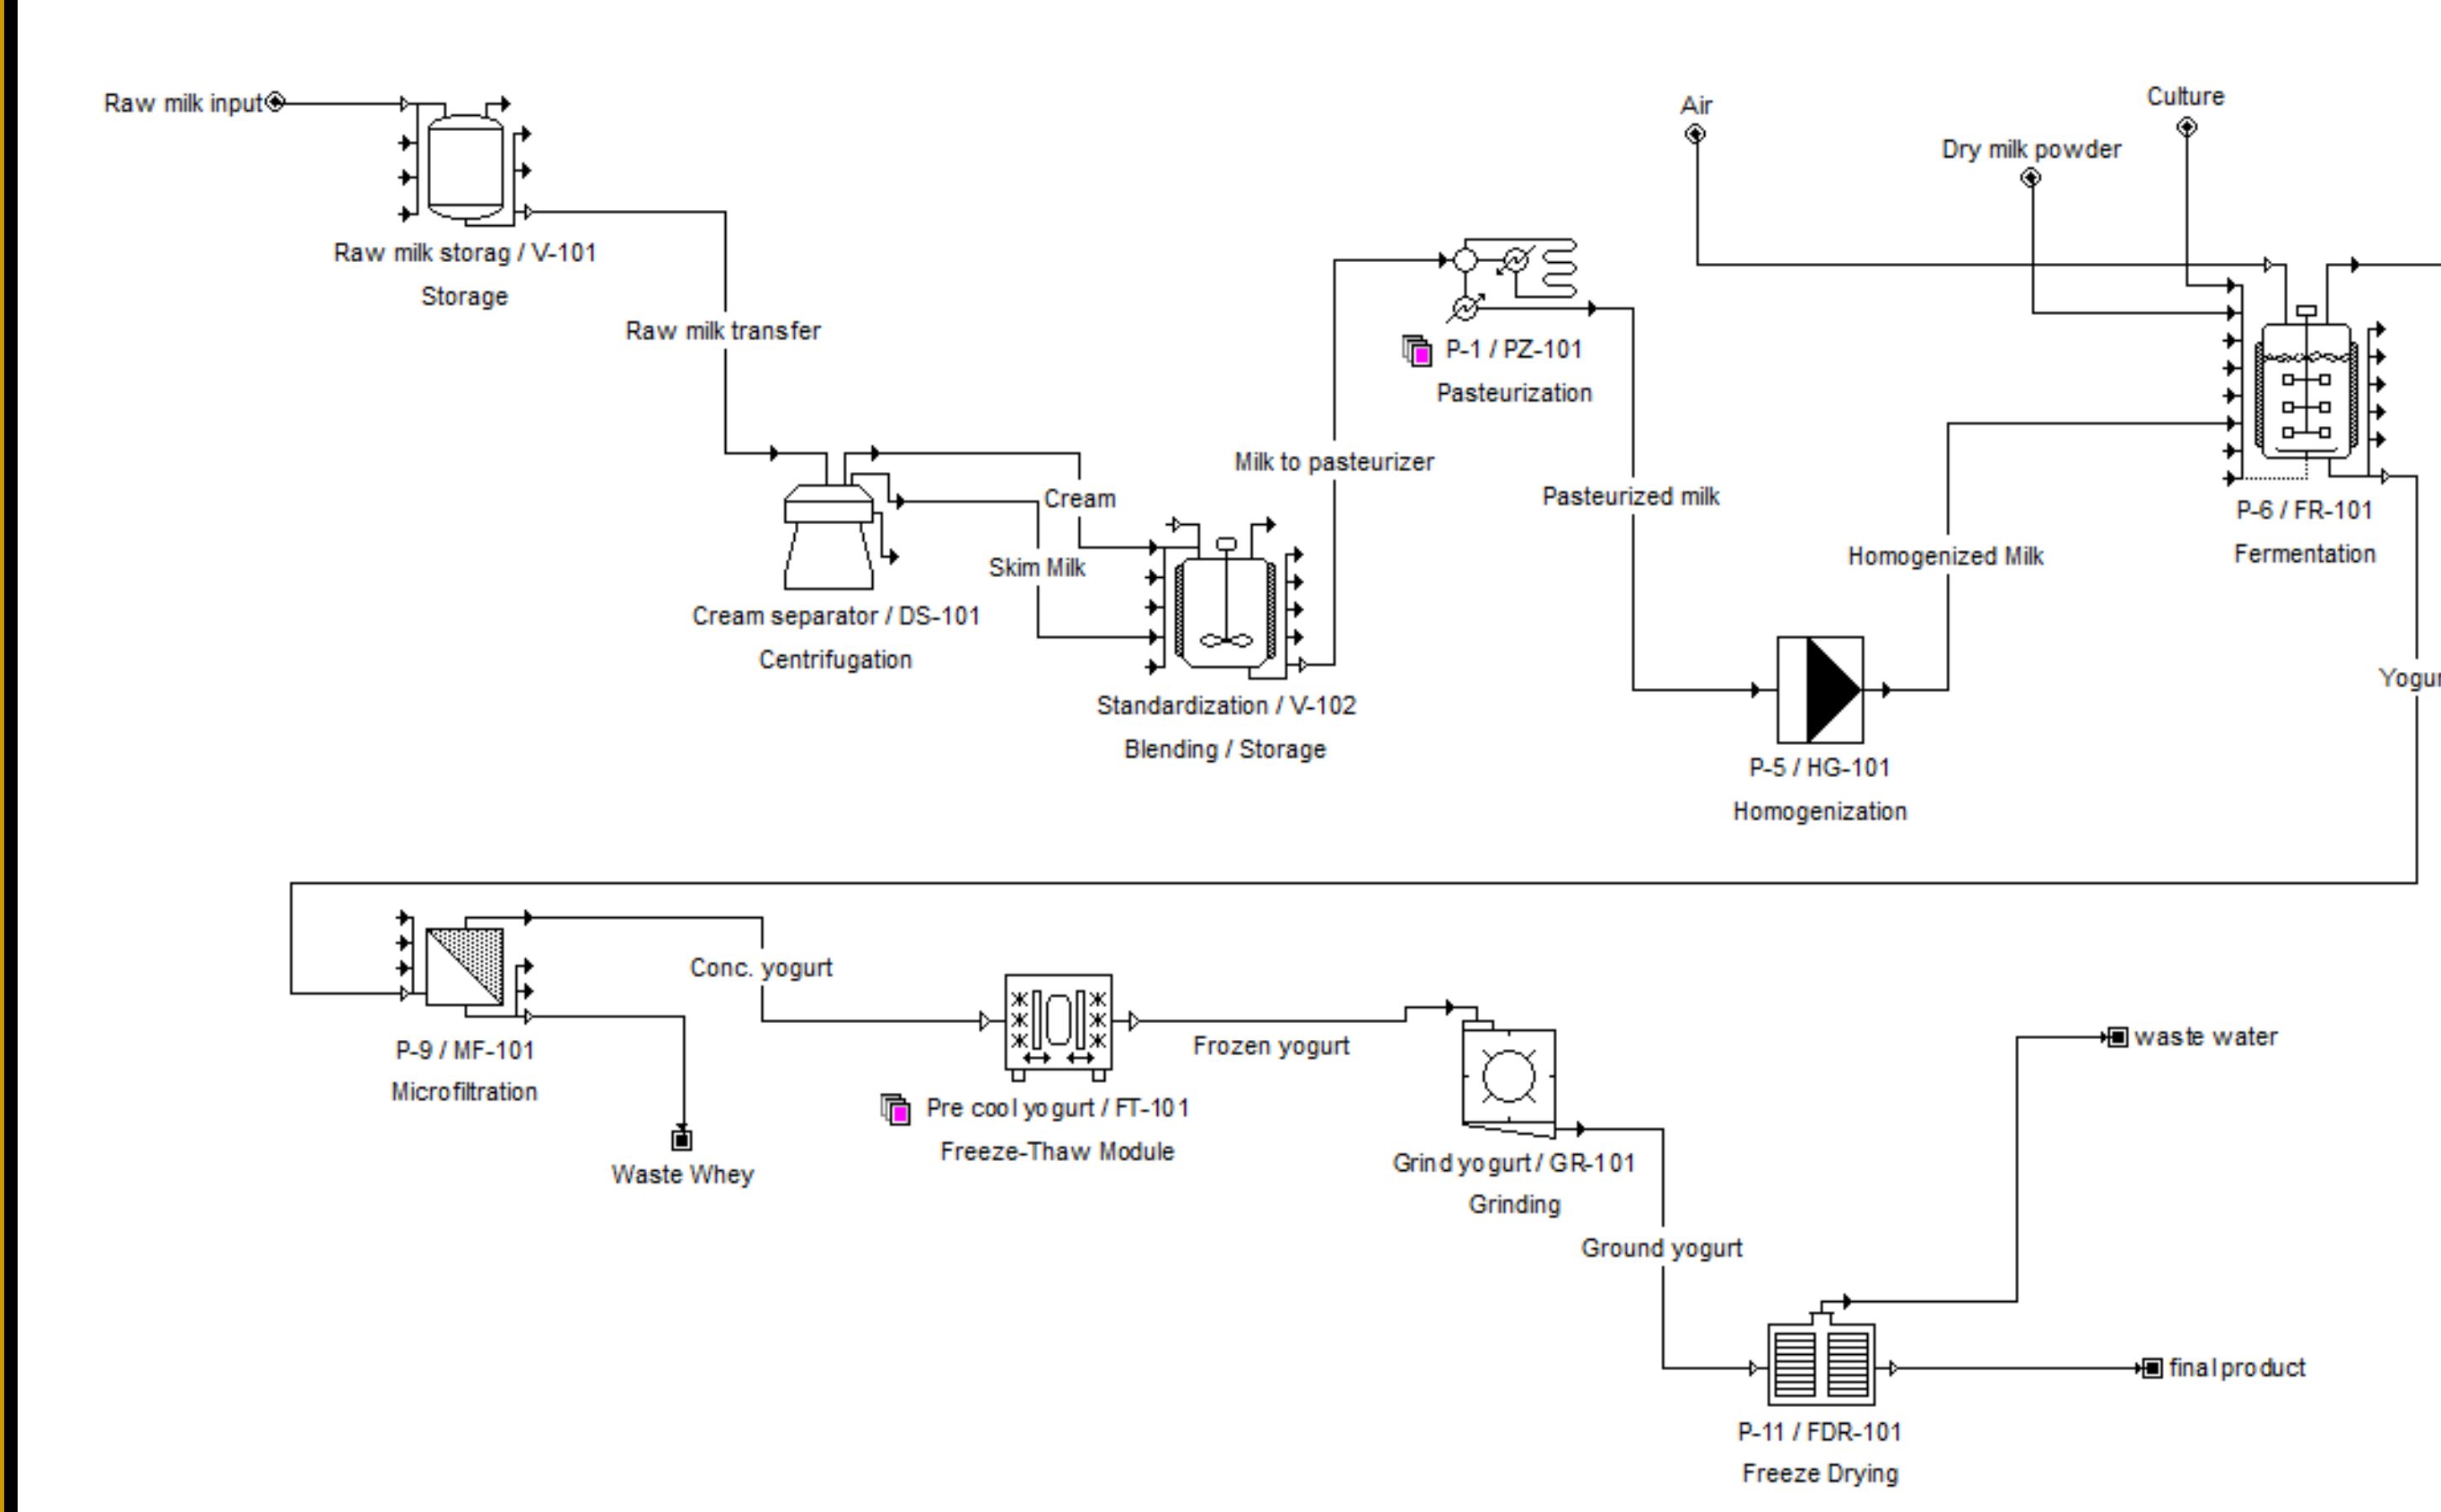 Raw milk input
Raw milk storag / V-101
Storage
Raw milk transfer
Cream separator / DS-101
Centrifugation
Cream
Skim Milk
Standardization / V-102
Blending / Storage
Milk to pasteurizer
P-1 / PZ-101
Pasteurization
Pasteurized milk
P-5 / HG-101
Homogenization
Homogenized Milk
Air
Dry milk powder
Culture
P-6 / FR-101
Fermentation
Yogur
P-9 / MF-101
Microfiltration
Waste Whey
Conc. yogurt
Pre cool yogurt / FT-101
Freeze-Thaw Module
Frozen yogurt
Grind yogurt / GR-101
Grinding
Ground yogurt
P-11 / FDR-101
Freeze Drying
waste water
final product